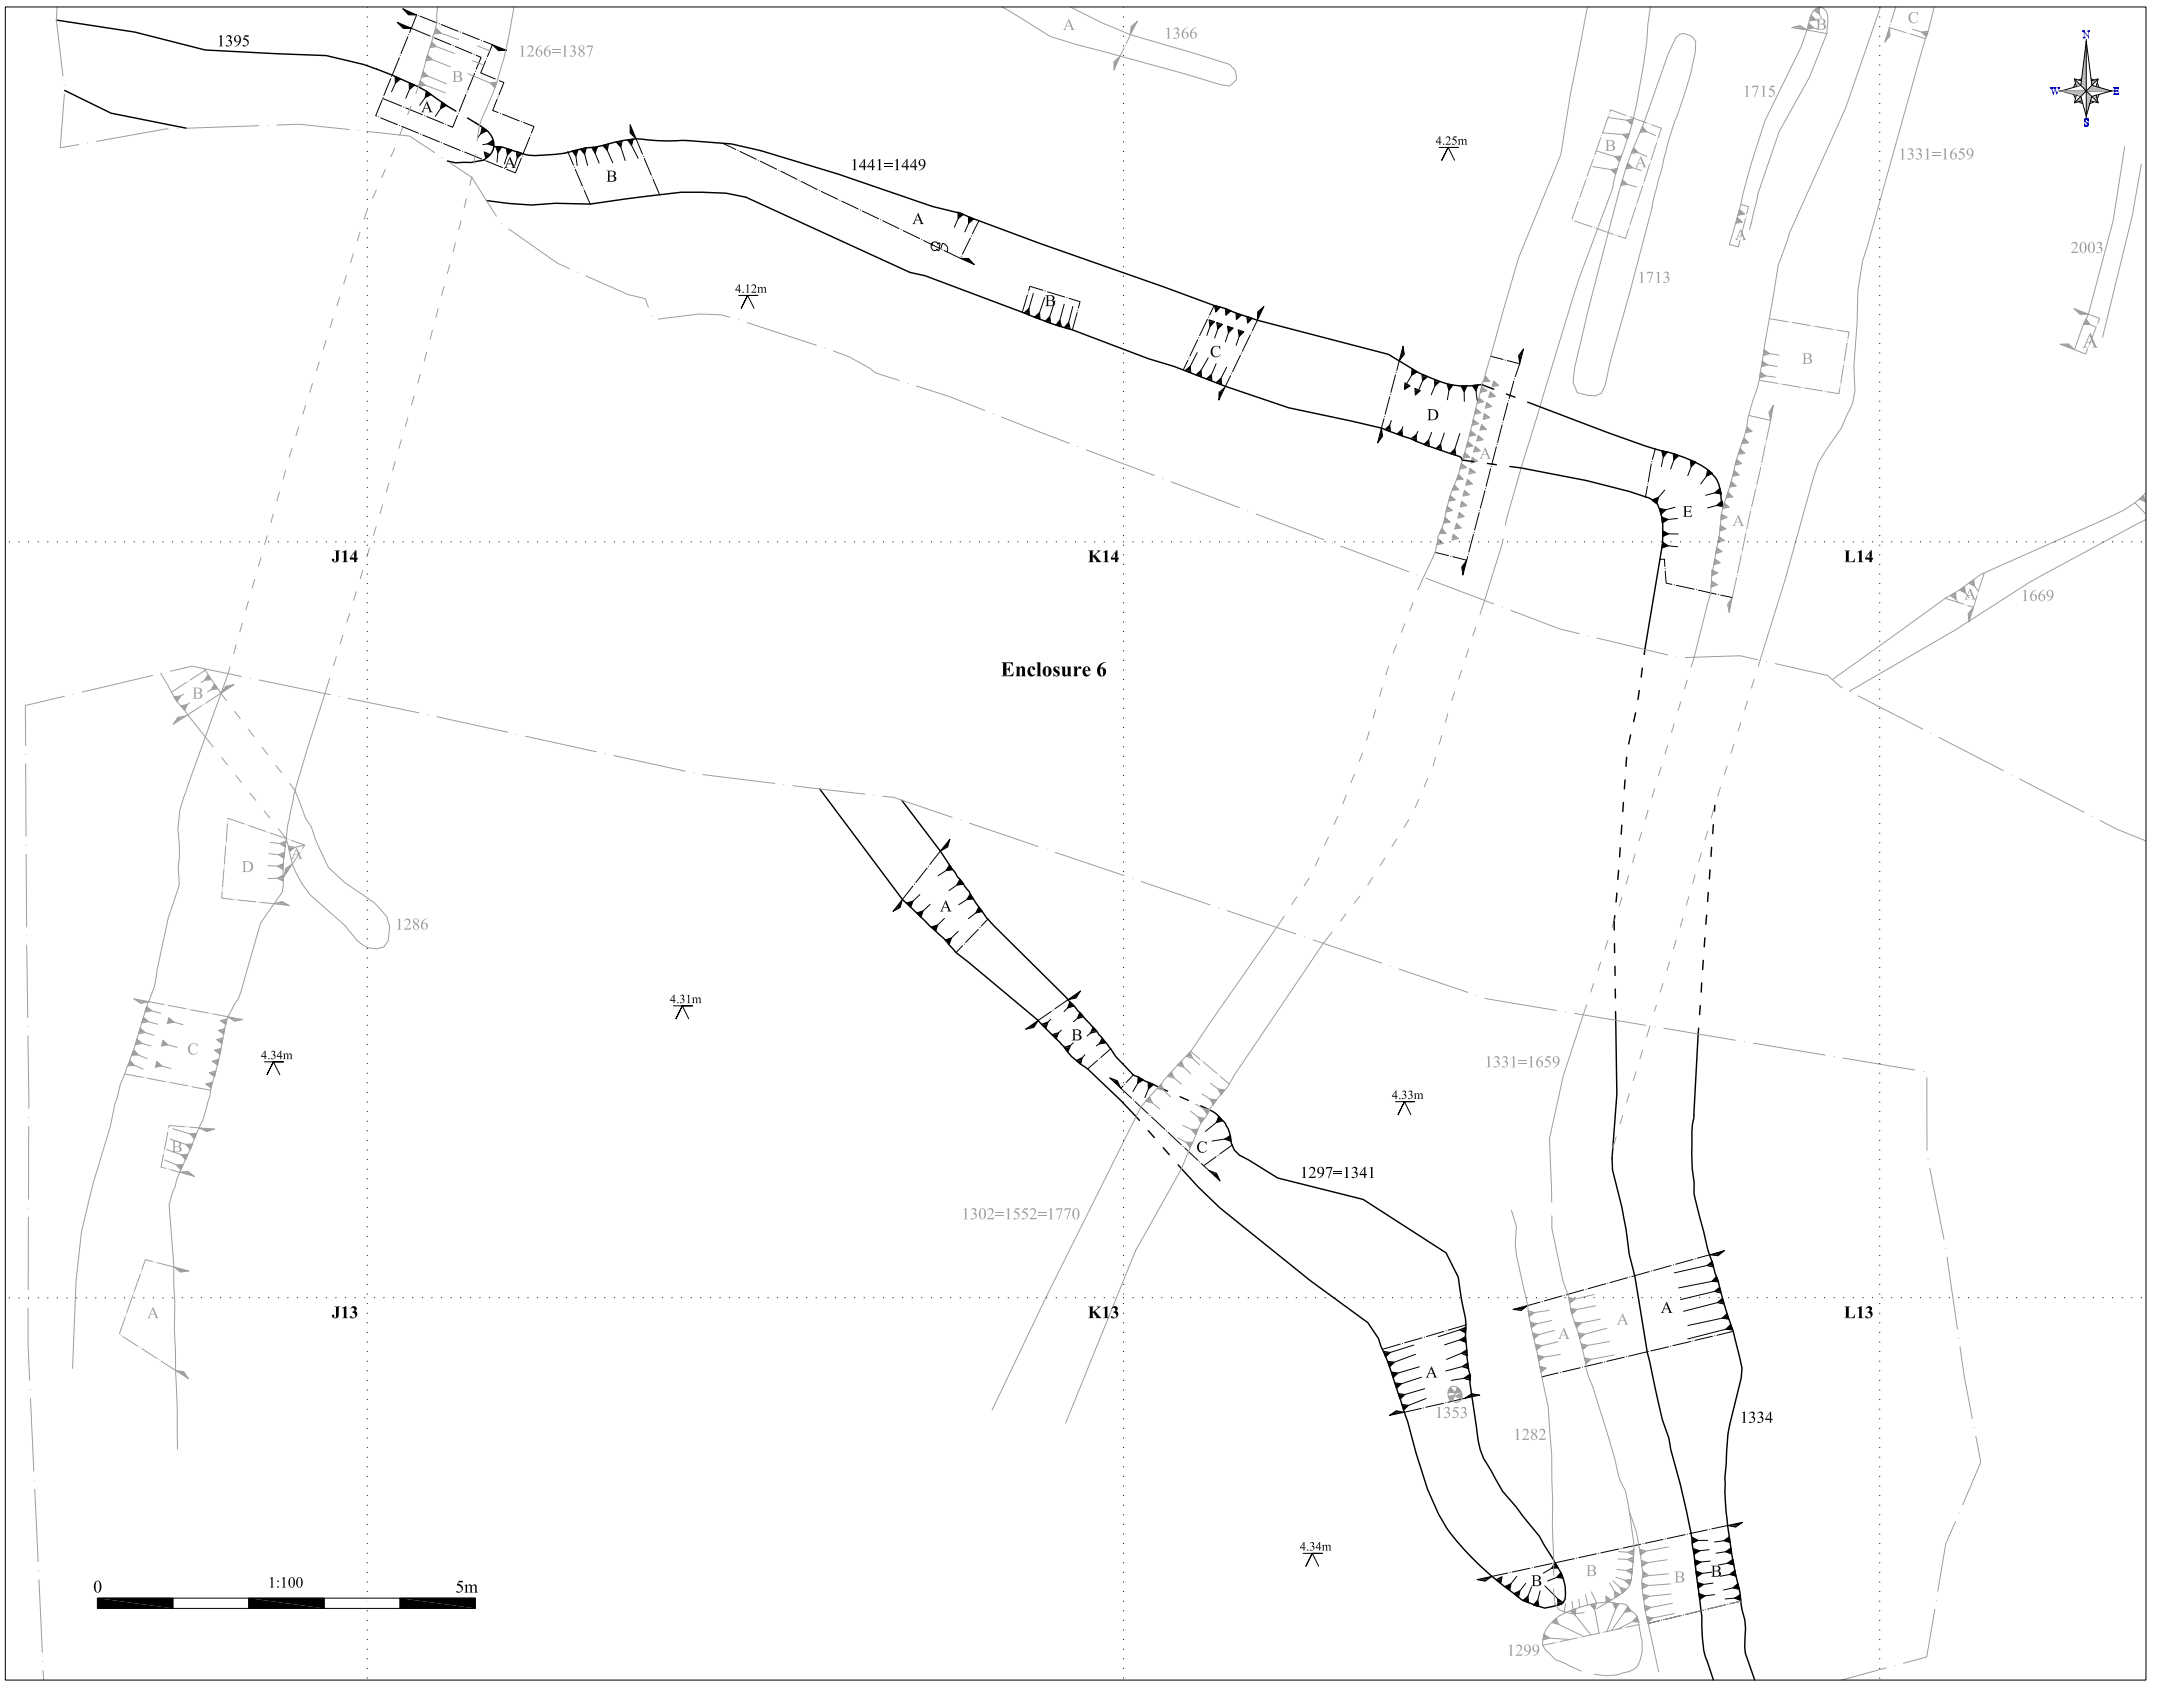 1395
1266=1387
B
A
A
B
1441=1449
A
B
C
D
A
E
A
A
1366
4.25m
4.12m
B
A
1713
1715
B
A
C
1331=1659
B
2003
A
N
W
E
S
J14
K14
L14
A
1669
Enclosure 6
B
D
A
1286
C
4.34m
B
A
4.31m
A
B
C
1297=1341
1302=1552=1770
4.33m
1331=1659
J13
K13
L13
A
1353
A
A
A
1282
1334
4.34m
B
B
B
B
1299
0
1:100
5m